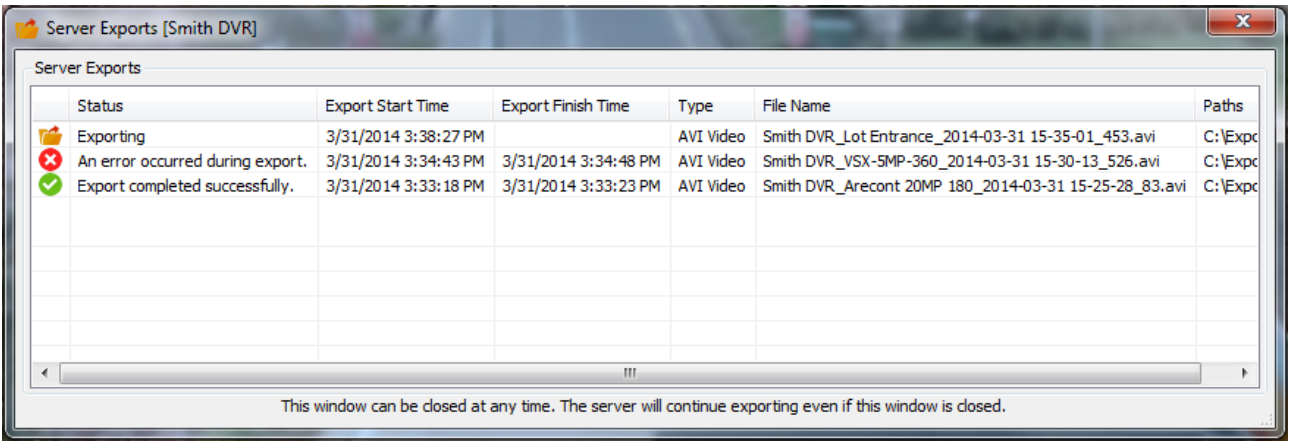 Server Exports [Smith DVR]
Server Exports
Status Export Start Time Export Finish Time Type File Name Paths
Exporting 3/31/2014 3:38:27 PM AVI Video Smith DVR_Lot Entrance_2014-03-31 15-35-01_453.avi C:\Expo
An error occurred during export. 3/31/2014 3:34:43 PM 3/31/2014 3:34:48 PM AVI Video Smith DVR_VSX-5MP-360_2014-03-31 15-30-13_526.avi C:\Expo
Export completed successfully. 3/31/2014 3:33:18 PM 3/31/2014 3:33:23 PM AVI Video Smith DVR_Arecont 20MP 180_2014-03-31 15-25-28_83.avi C:\Expo
This window can be closed at any time. The server will continue exporting even if this window is closed.